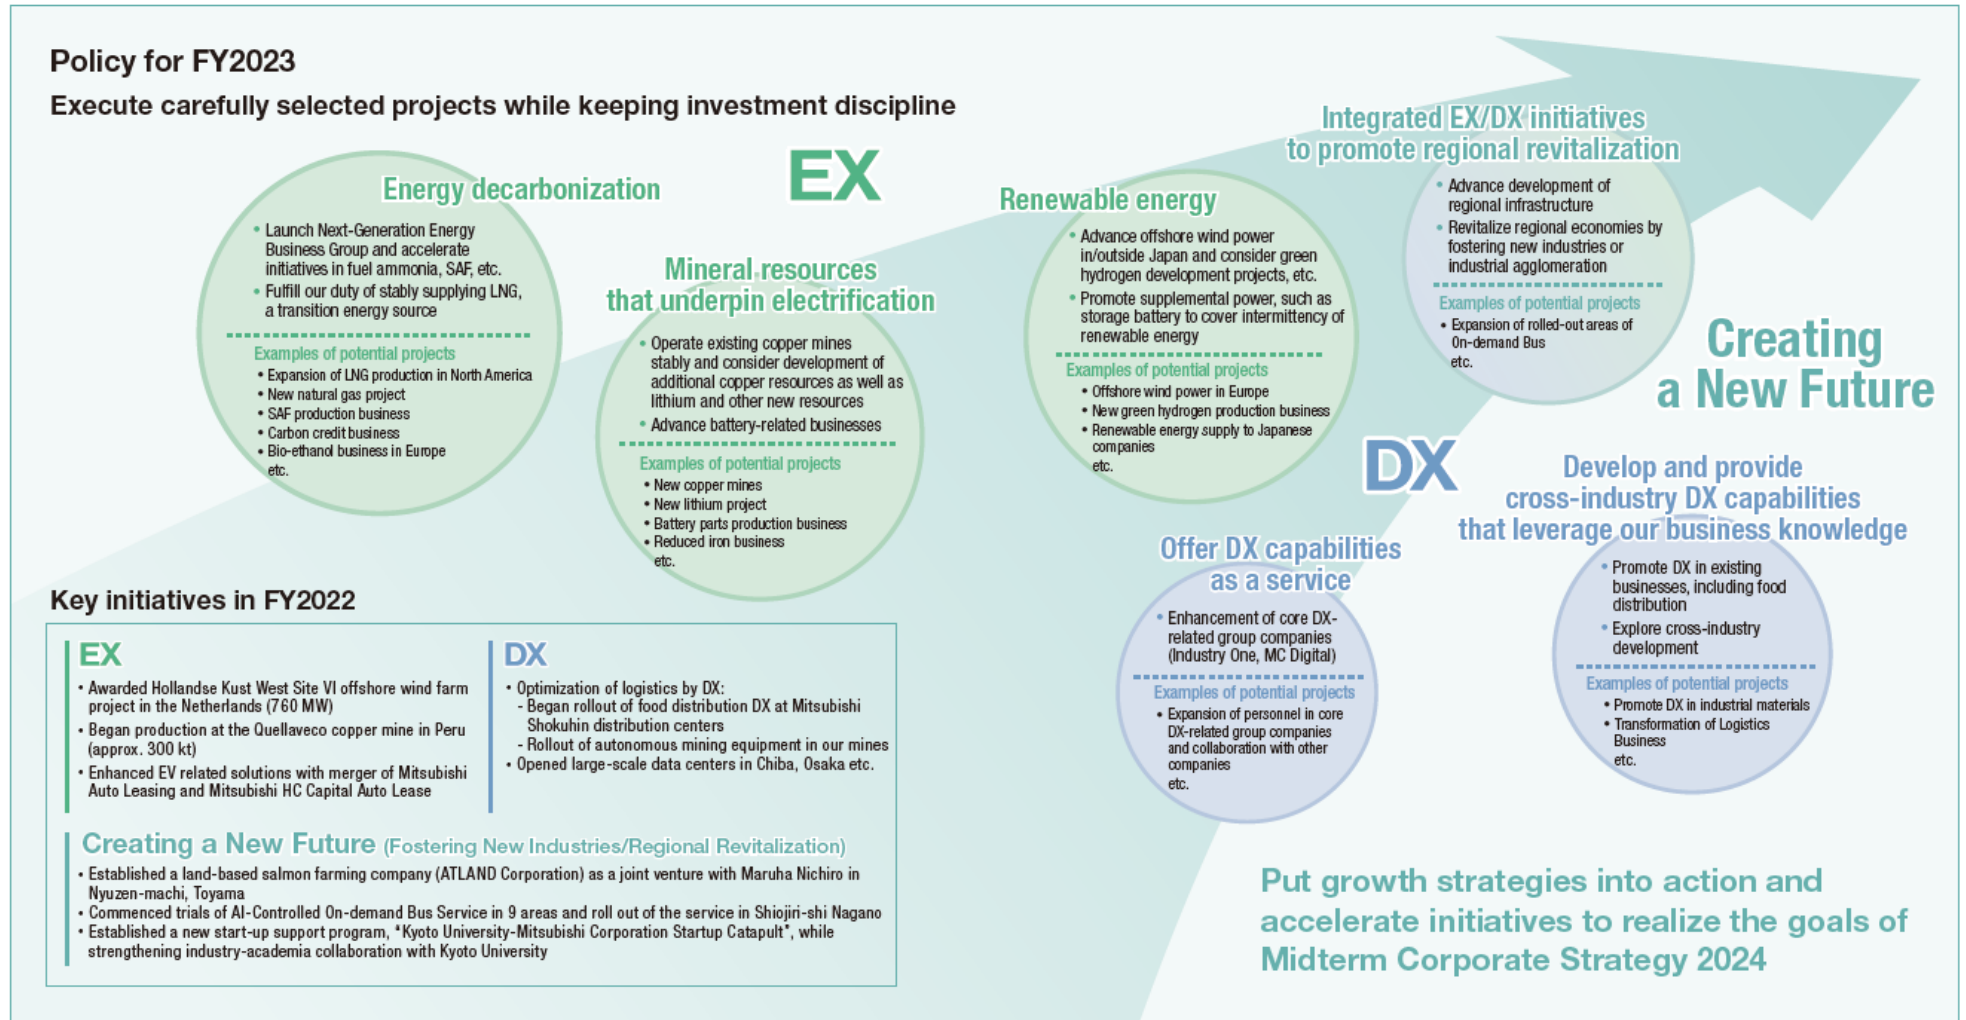 Policy for FY2023
Execute carefully selected projects while keeping investment discipline
EX
Energy decarbonization
• Launch Next-Generation Energy
Business Group and accelerate
initiatives in fuel ammonia, SAF, etc.
• Fulfill our duty of stably supplying LNG,
a transition energy source
Examples of potential projects
• Expansion of LNG production in North America
• New natural gas project
• SAF production business
• Carbon credit business
• Bio-ethanol business in Europe
etc.
Mineral resources
that underpin electrification
• Operate existing copper mines
stably and consider development of
additional copper resources as well as
lithium and other new resources
• Advance battery-related businesses
Examples of potential projects
• New copper mines
• New lithium project
• Battery parts production business
• Reduced iron business
etc.
Renewable energy
• Advance offshore wind power
in/outside Japan and consider green
hydrogen development projects, etc.
• Promote supplemental power, such as
storage battery to cover intermittency of
renewable energy
Examples of potential projects
• Offshore wind power in Europe
• New green hydrogen production business
• Renewable energy supply to Japanese
companies
etc.
Integrated EX/DX initiatives
to promote regional revitalization
• Advance development of
regional infrastructure
• Revitalize regional economies by
fostering new industries or
industrial agglomeration
Examples of potential projects
• Expansion of rolled-out areas of
On-demand Bus
etc.
Creating
a New Future
DX
Offer DX capabilities
as a service
• Enhancement of core DX-
related group companies
(Industry One, MC Digital)
Examples of potential projects
• Expansion of personnel in core
DX-related group companies
and collaboration with other
companies
etc.
Develop and provide
cross-industry DX capabilities
that leverage our business knowledge
• Promote DX in existing
businesses, including food
distribution
• Explore cross-industry
development
Examples of potential projects
• Promote DX in industrial materials
• Transformation of Logistics
Business
etc.
Key initiatives in FY2022
EX
• Awarded Hollandse Kust West Site VI offshore wind farm
project in the Netherlands (760 MW)
• Began production at the Quellaveco copper mine in Peru
(approx. 300 kt)
• Enhanced EV related solutions with merger of Mitsubishi
Auto Leasing and Mitsubishi HC Capital Auto Lease
DX
• Optimization of logistics by DX:
- Began rollout of food distribution DX at Mitsubishi
Shokuhin distribution centers
- Rollout of autonomous mining equipment in our mines
• Opened large-scale data centers in Chiba, Osaka etc.
Creating a New Future (Fostering New Industries/Regional Revitalization)
• Established a land-based salmon farming company (ATLAND Corporation) as a joint venture with Maruha Nichiro in
Nyuzen-machi, Toyama
• Commenced trials of AI-Controlled On-demand Bus Service in 9 areas and roll out of the service in Shiojiri-shi Nagano
• Established a new start-up support program, "Kyoto University-Mitsubishi Corporation Startup Catapult", while
strengthening industry-academia collaboration with Kyoto University
Put growth strategies into action and
accelerate initiatives to realize the goals of
Midterm Corporate Strategy 2024